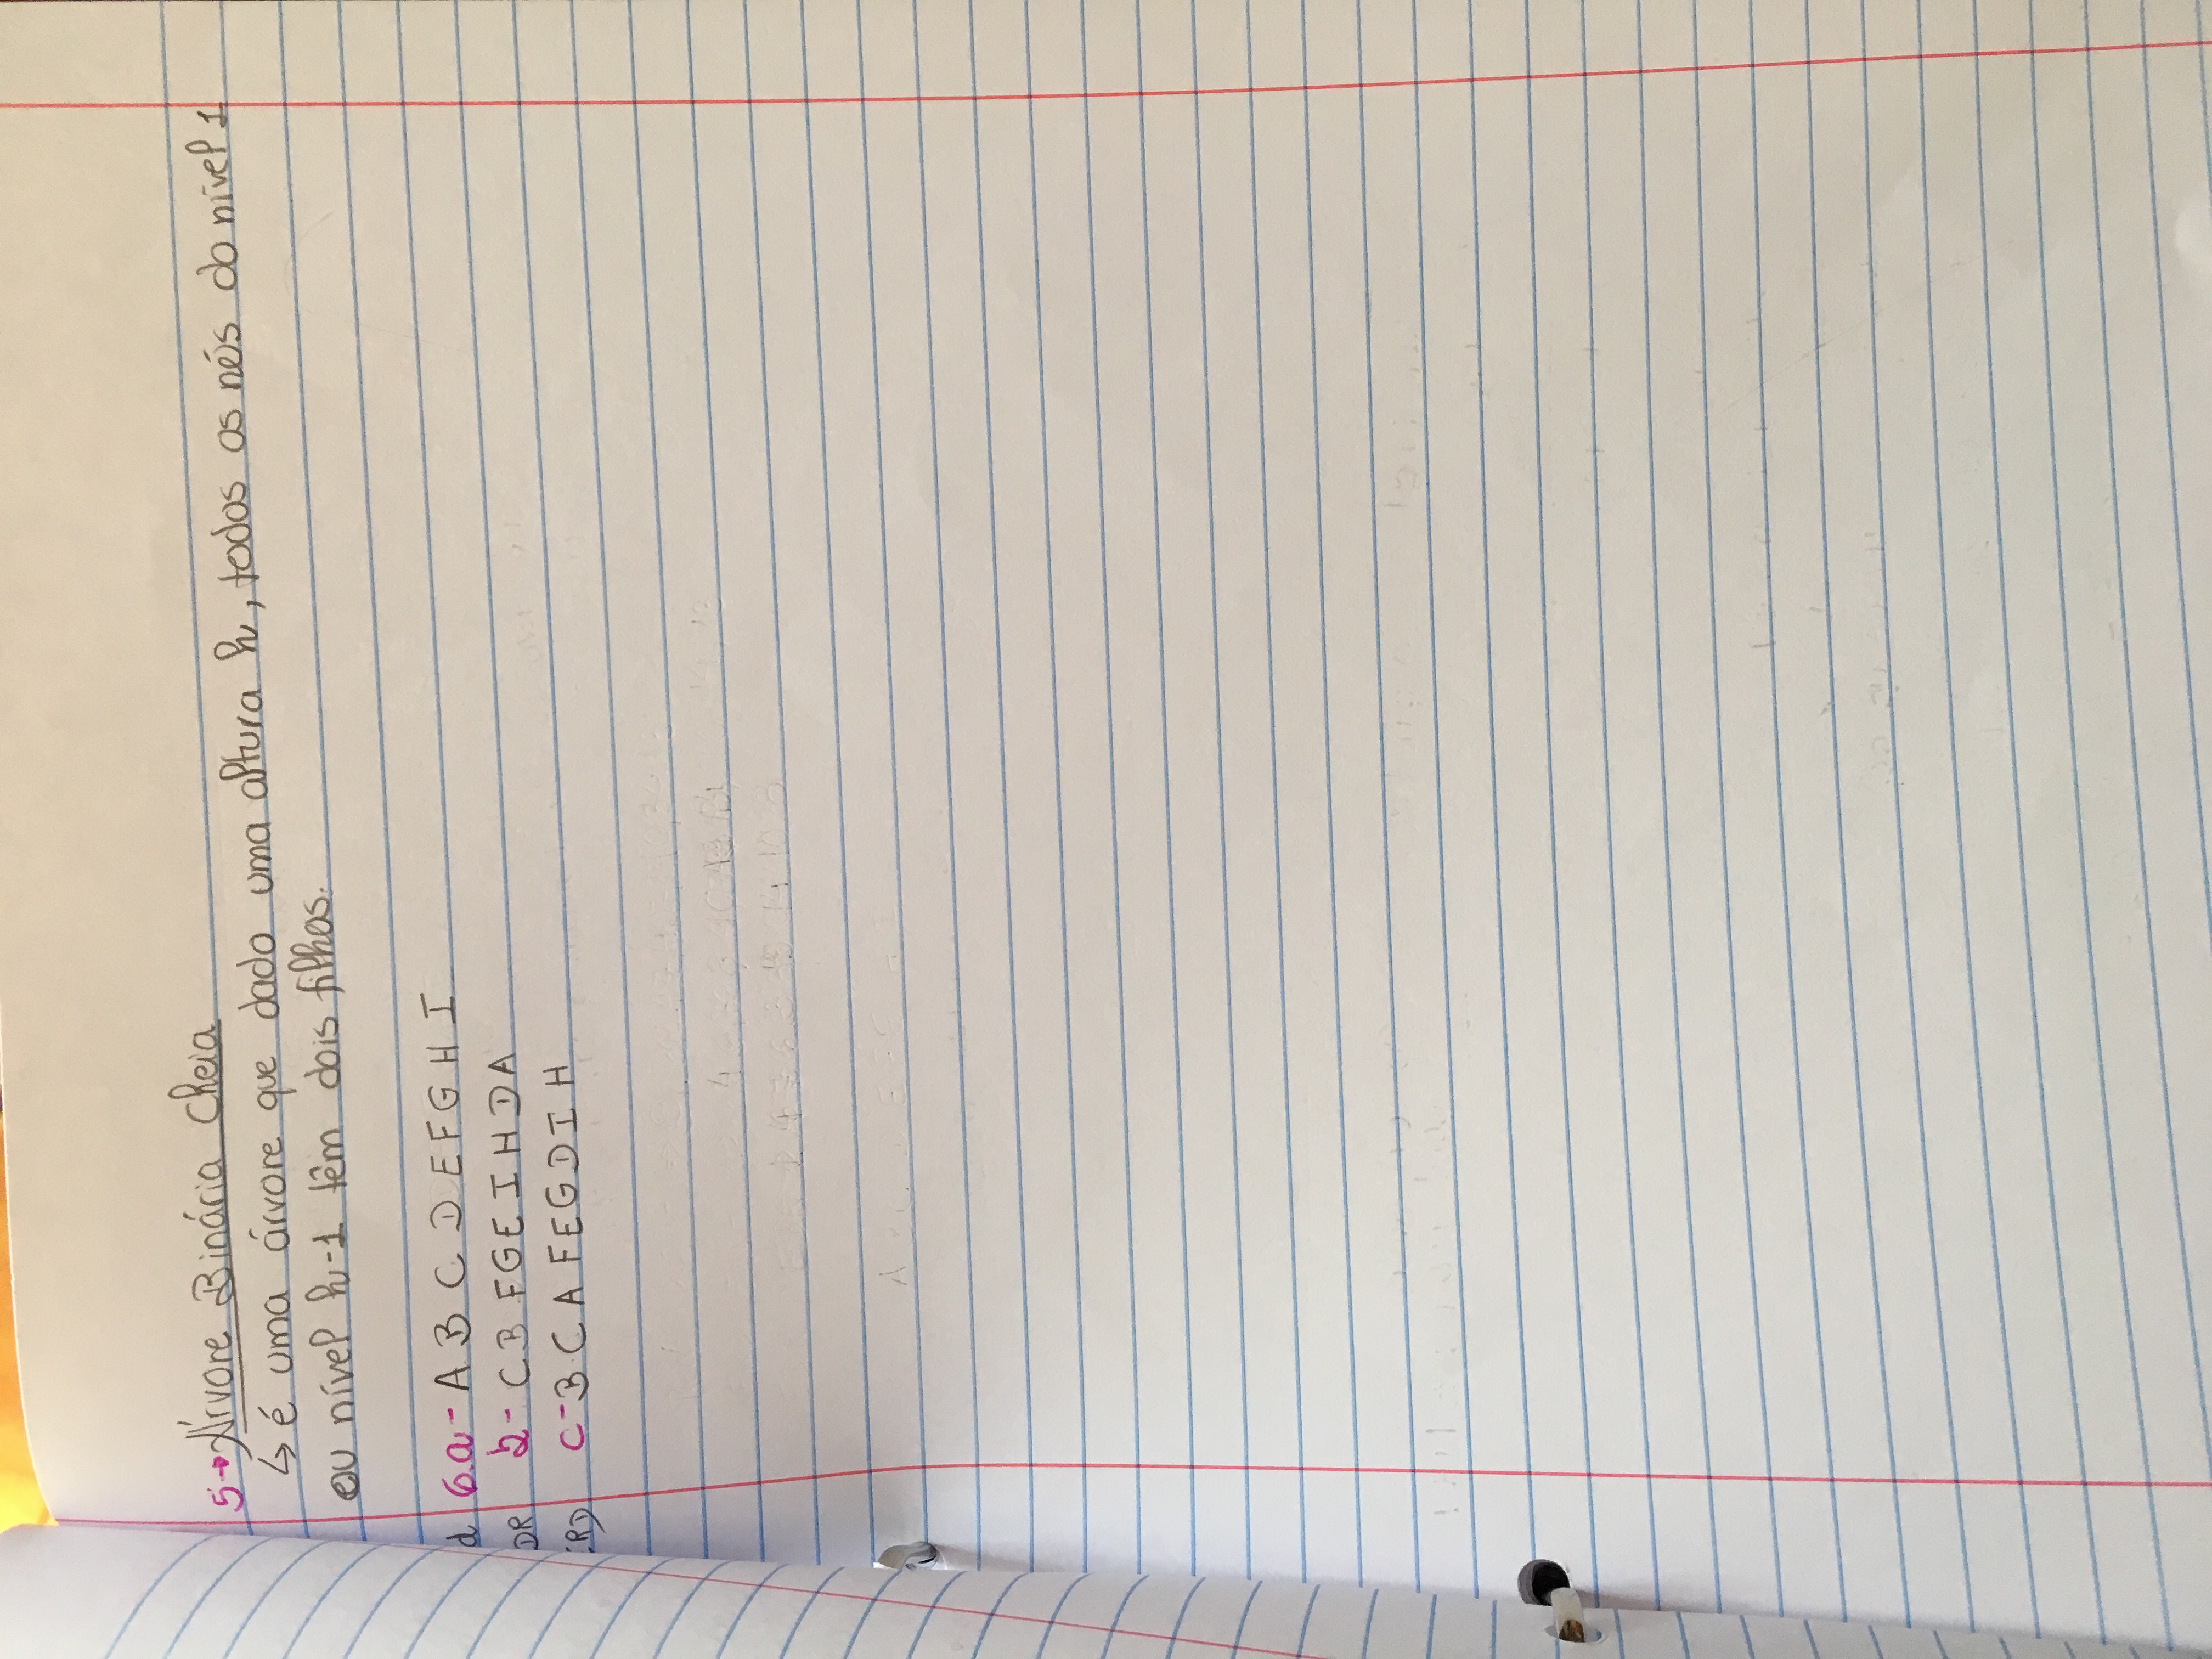 5→Árvore Binária Cheia
↳ é uma árvore que dado uma altura h, todos os nós do nível 1
ou nível h-1 têm dois filhos.
d 6.a- A B C D E F G H I
DR b- C B F G E I H D A
RD c- B C A F E G D I H